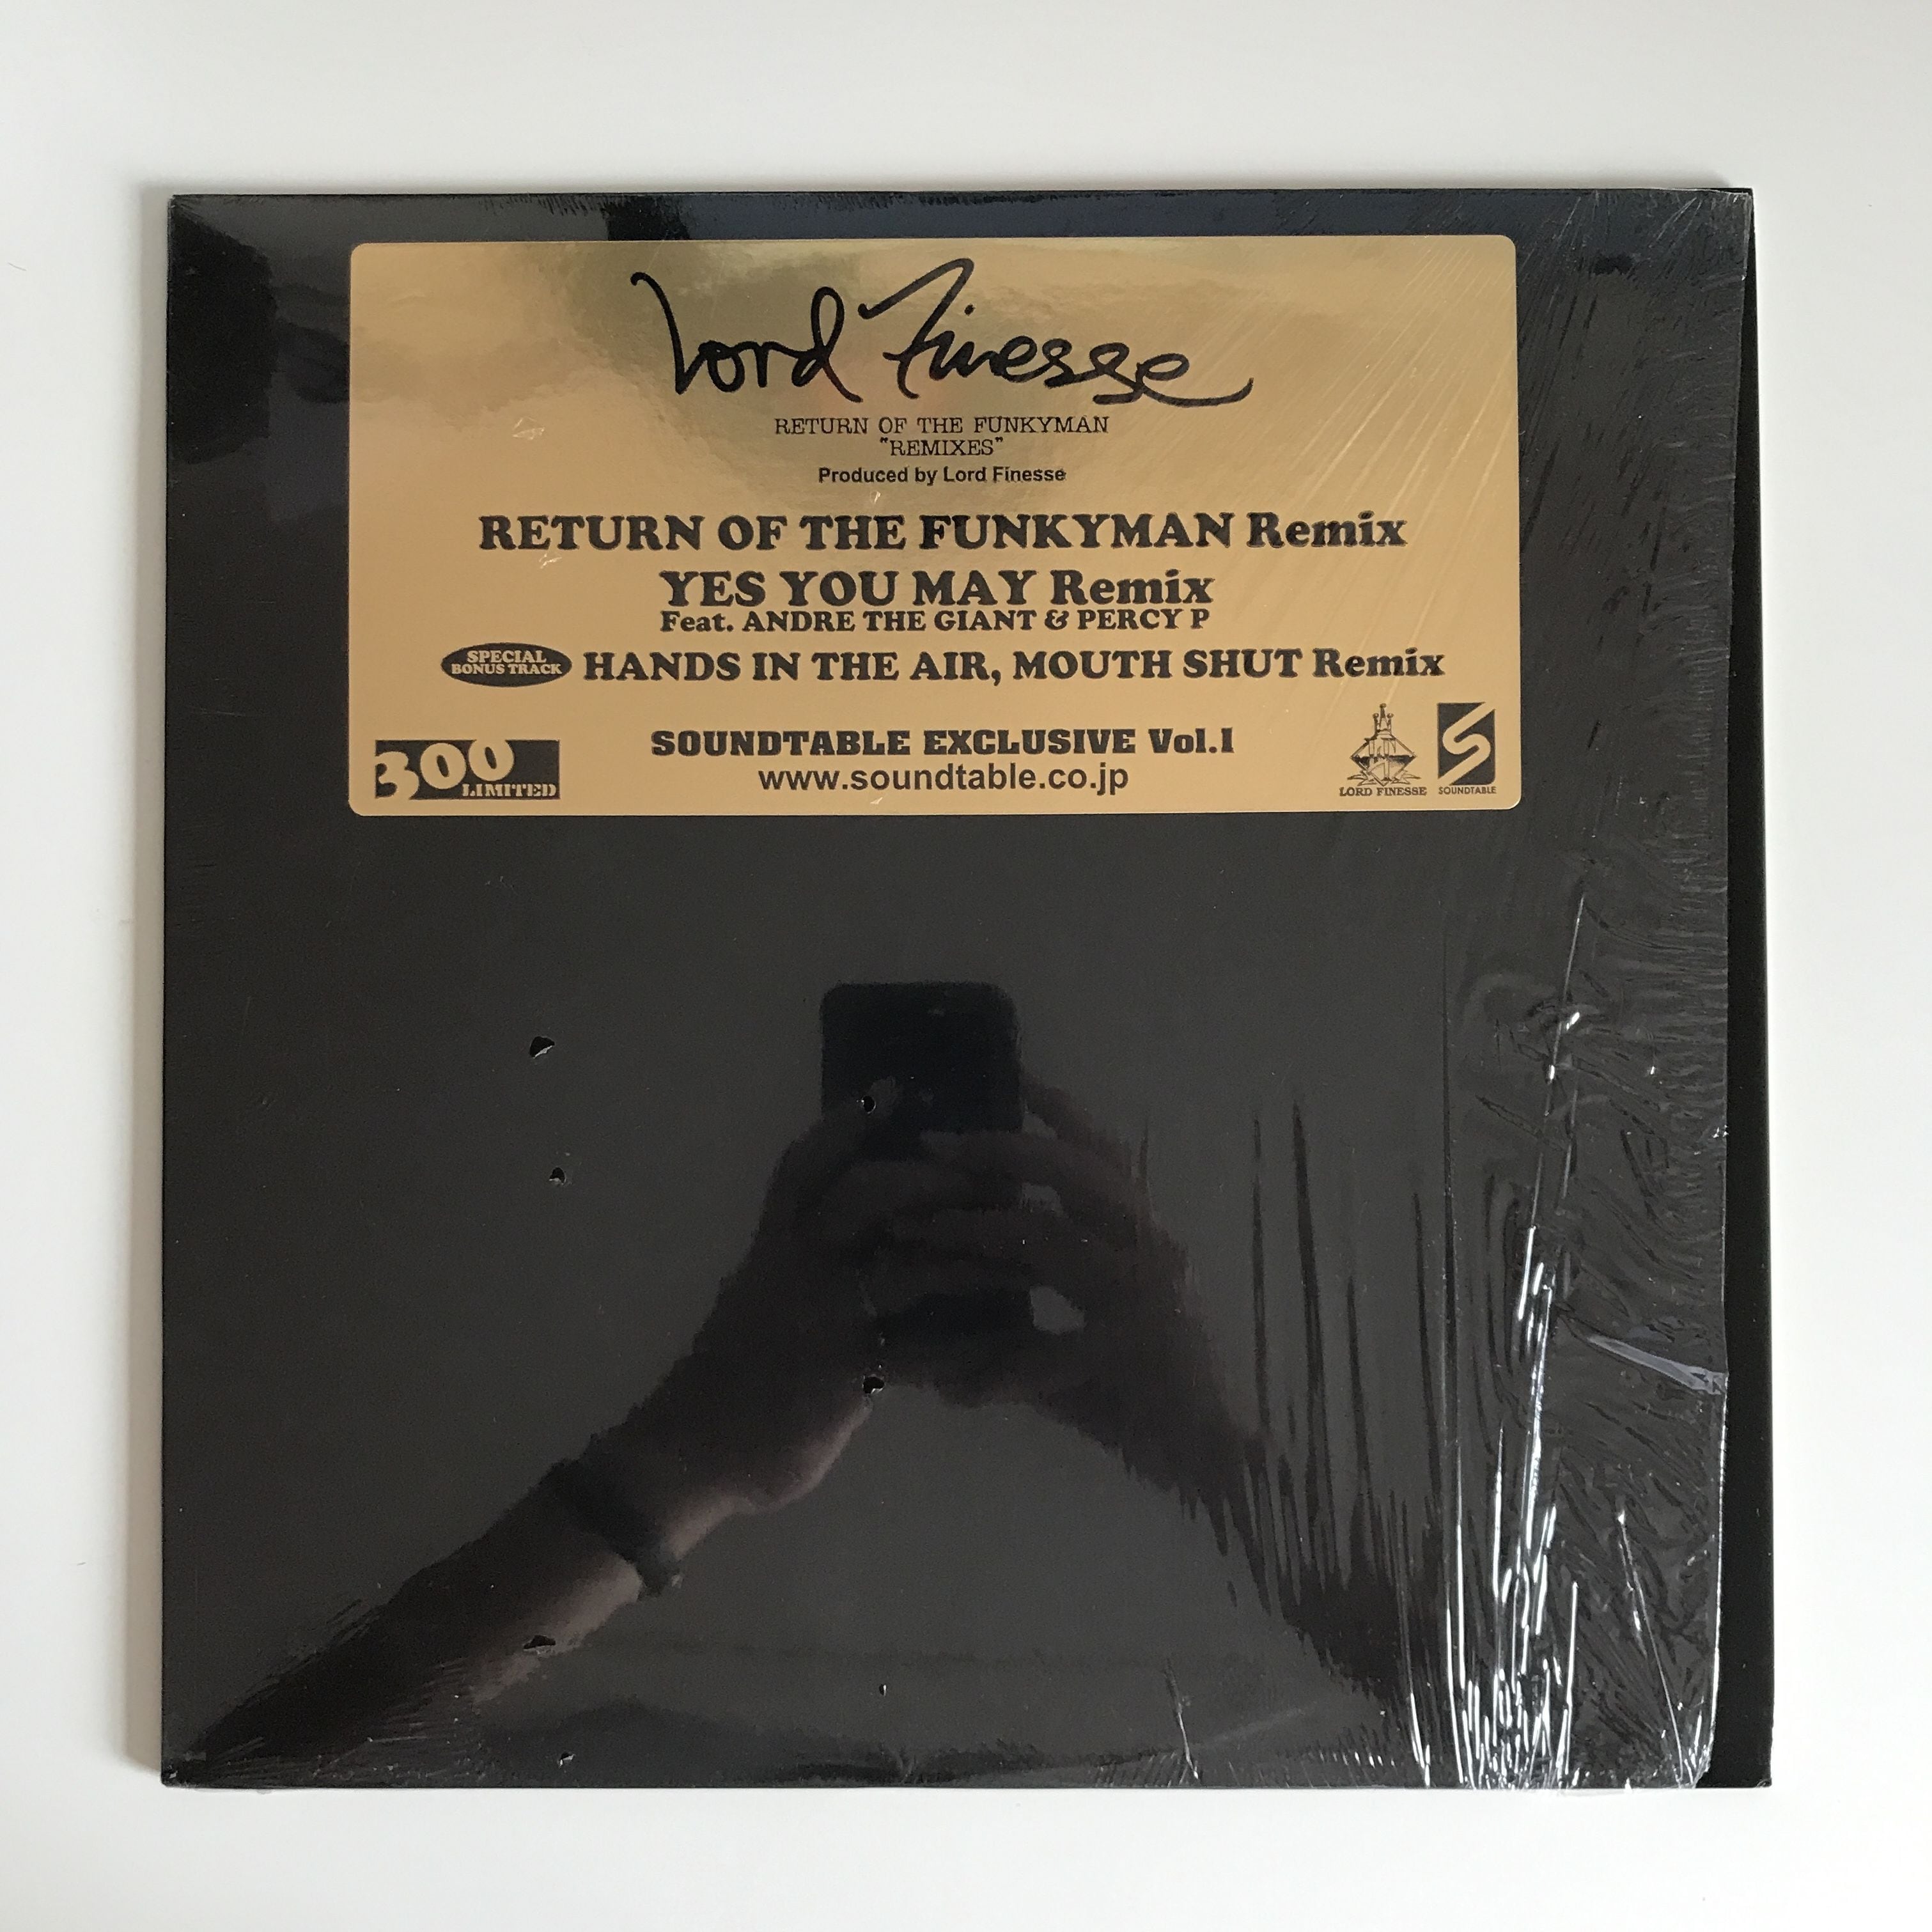 Lord Finesse
RETURN OF THE FUNKYMAN
"REMIXES"
Produced by Lord Finesse
RETURN OF THE FUNKYMAN Remix
YES YOU MAY Remix
Feat. ANDRE THE GIANT & PERCY P
SPECIAL
BONUS TRACK
HANDS IN THE AIR, MOUTH SHUT Remix
300
LIMITED
SOUNDTABLE EXCLUSIVE Vol.1
www.soundtable.co.jp
LORD FINESSE
S
SOUNDTABLE